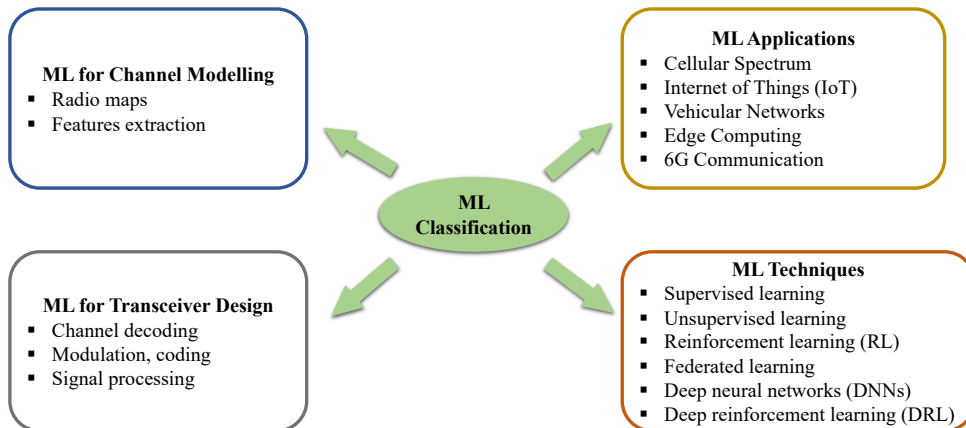 ML for Channel Modelling
▪ Radio maps
▪ Features extraction
ML Applications
▪ Cellular Spectrum
▪ Internet of Things (IoT)
▪ Vehicular Networks
▪ Edge Computing
▪ 6G Communication
ML
Classification
ML for Transceiver Design
▪ Channel decoding
▪ Modulation, coding
▪ Signal processing
ML Techniques
▪ Supervised learning
▪ Unsupervised learning
▪ Reinforcement learning (RL)
▪ Federated learning
▪ Deep neural networks (DNNs)
▪ Deep reinforcement learning (DRL)